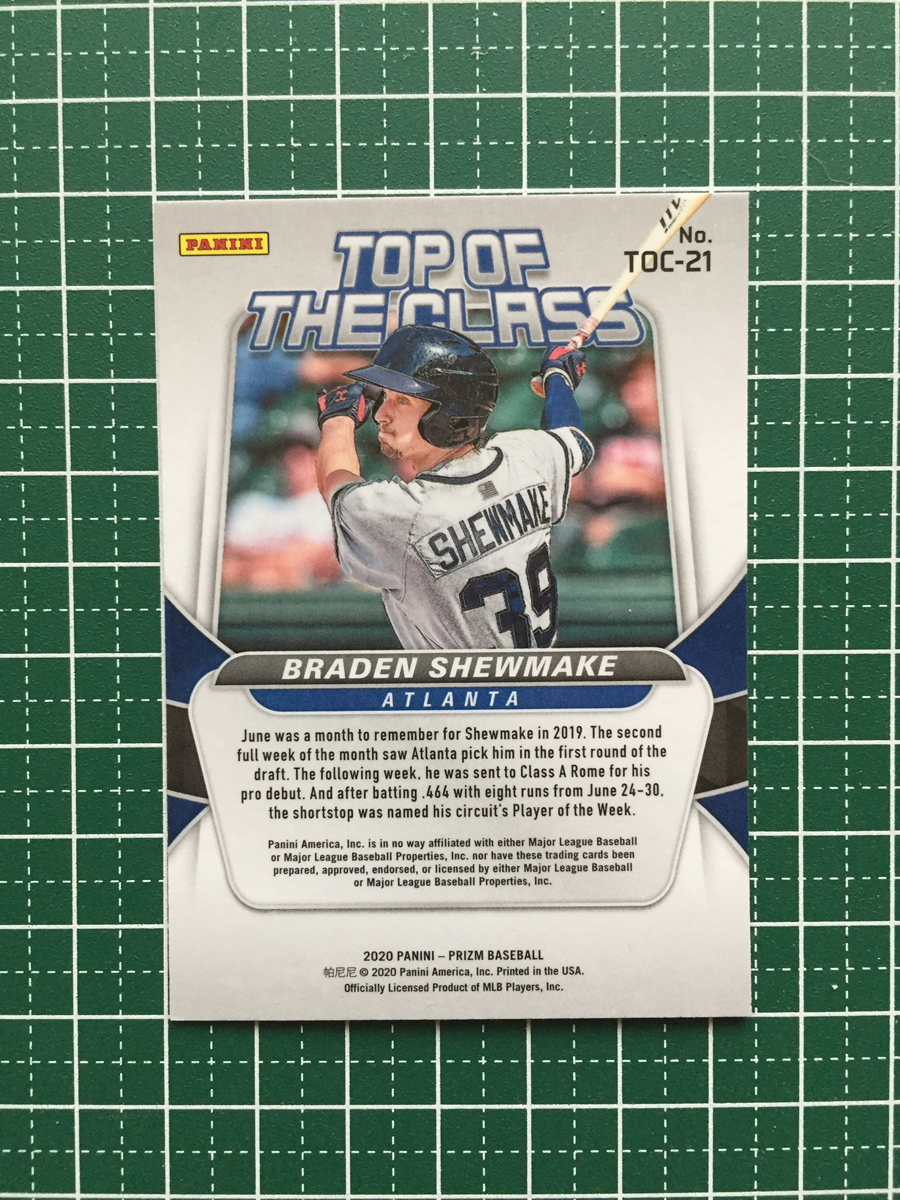 PANINI
TOP OF
THE CLASS
No.
TOC-21
SHEWMAKE
39
BRADEN SHEWMAKE
ATLANTA
June was a month to remember for Shewmake in 2019. The second
full week of the month saw Atlanta pick him in the first round of the
draft. The following week, he was sent to Class A Rome for his
pro debut. And after batting .464 with eight runs from June 24-30,
the shortstop was named his circuit's Player of the Week.
Panini America, Inc. is in no way affiliated with either Major League Baseball
or Major League Baseball Properties, Inc. nor have these trading cards been
prepared, approved, endorsed, or licensed by either Major League Baseball
or Major League Baseball Properties, Inc.
2020 PANINI – PRIZM BASEBALL
帕尼尼 © 2020 Panini America, Inc. Printed in the USA.
Officially Licensed Product of MLB Players, Inc.